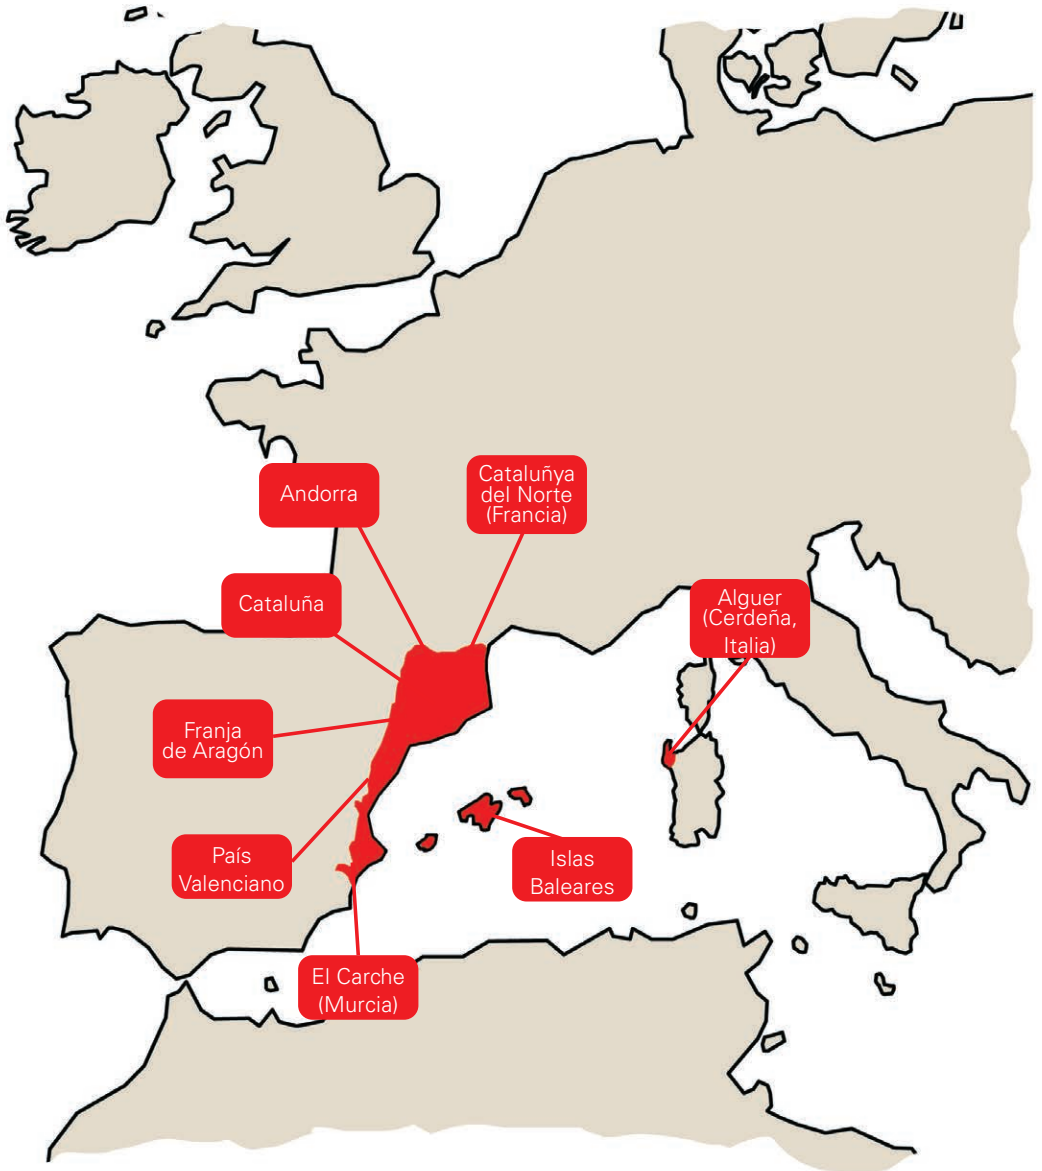 Andorra
Cataluñya
del Norte
(Francia)
Cataluña
Alguer
(Cerdeña,
Italia)
Franja
de Aragón
País
Valenciano
Islas
Baleares
El Carche
(Murcia)